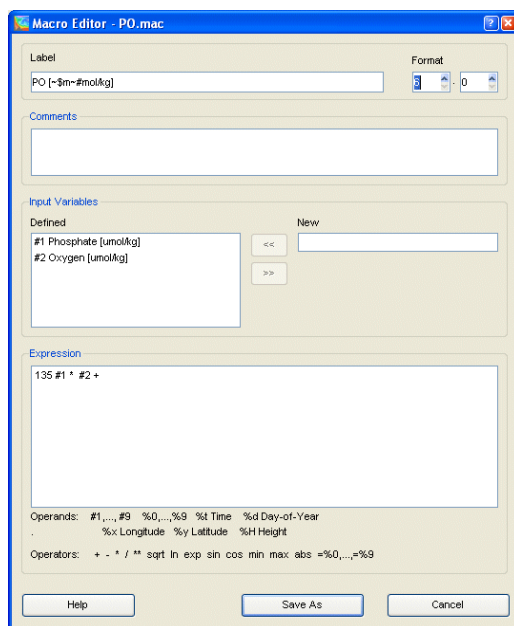 Macro Editor - PO.mac
Label
Format
PO [~$m~#mol/kg]
6 . 0
Comments
Input Variables
Defined
New
#1 Phosphate [umol/kg]
#2 Oxygen [umol/kg]
<<
>>
Expression
135 #1 * #2 +
Operands: #1,..., #9 %0,...,%9 %t Time %d Day-of-Year
. %x Longitude %y Latitude %H Height
Operators: + - * / ** sqrt ln exp sin cos min max abs =%0,...,=%9
Help
Save As
Cancel